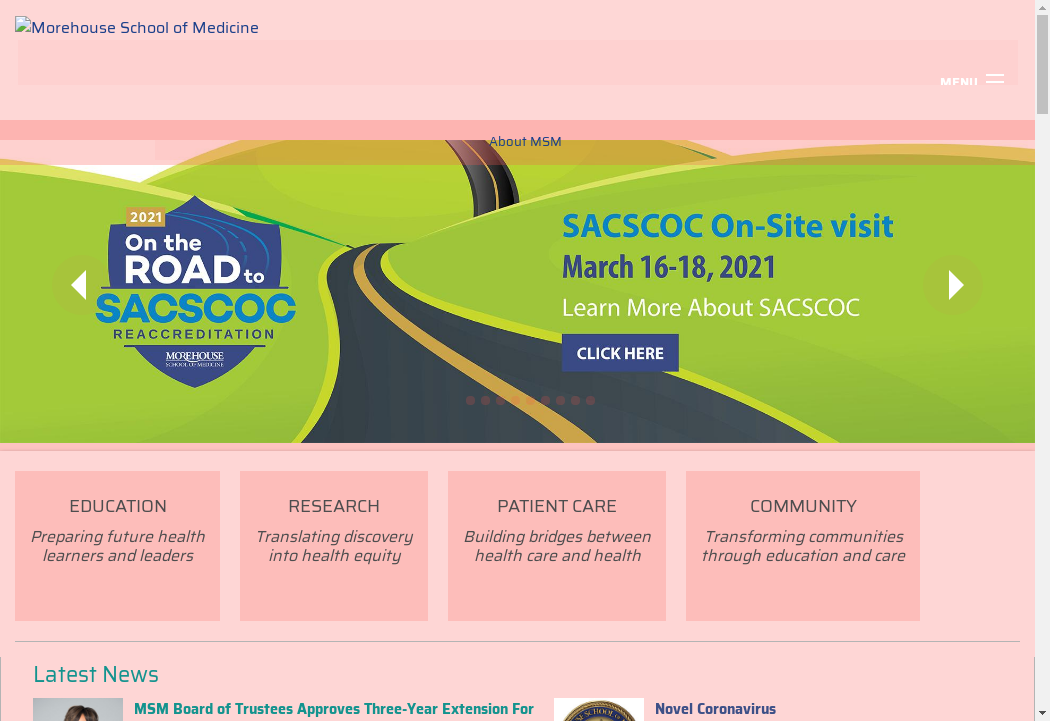 Morehouse School of Medicine
MENU
About MSM
2021
On the
ROAD to
SACSCOC
REACCREDITATION
MOREHOUSE
SCHOOL OF MEDICINE
SACSCOC On-Site visit
March 16-18, 2021
Learn More About SACSCOC
CLICK HERE
EDUCATION
Preparing future health
learners and leaders
RESEARCH
Translating discovery
into health equity
PATIENT CARE
Building bridges between
health care and health
COMMUNITY
Transforming communities
through education and care
Latest News
MSM Board of Trustees Approves Three-Year Extension For
Novel Coronavirus